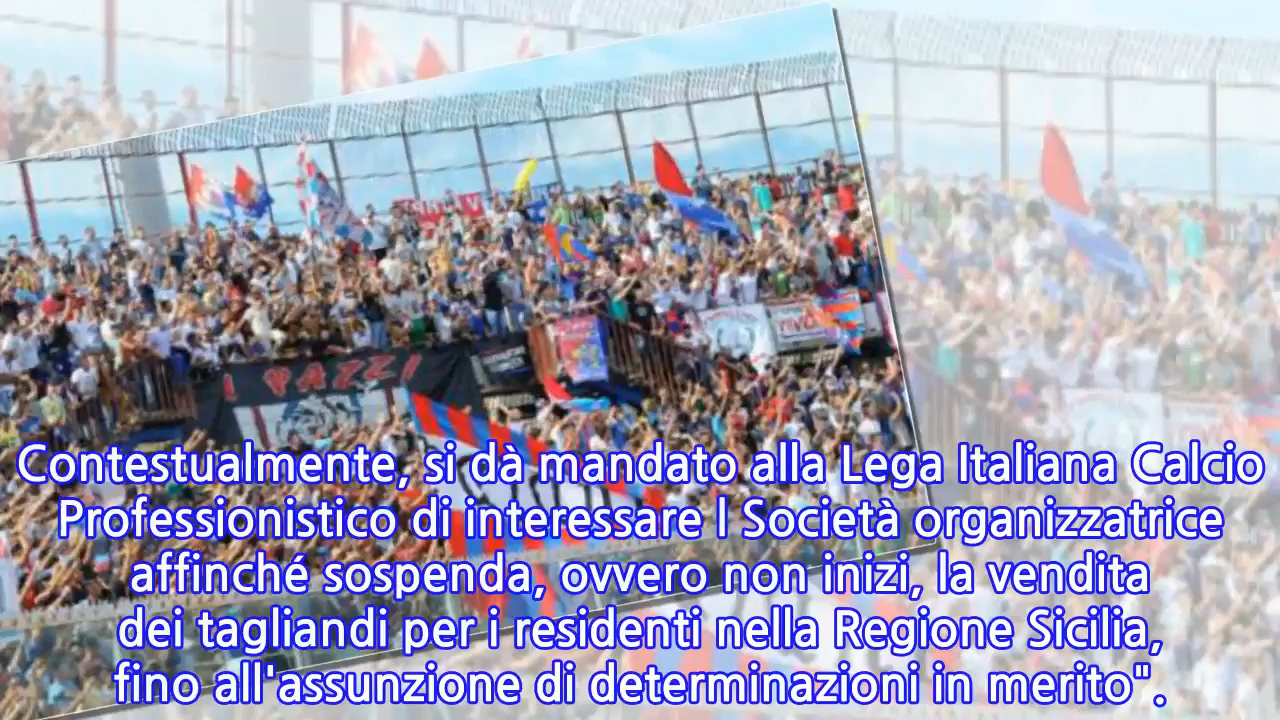 I PAZZI
Contestualmente, si dà mandato alla Lega Italiana Calcio
Professionistico di interessare l Società organizzatrice
affinché sospenda, ovvero non inizi, la vendita
dei tagliandi per i residenti nella Regione Sicilia,
fino all'assunzione di determinazioni in merito".